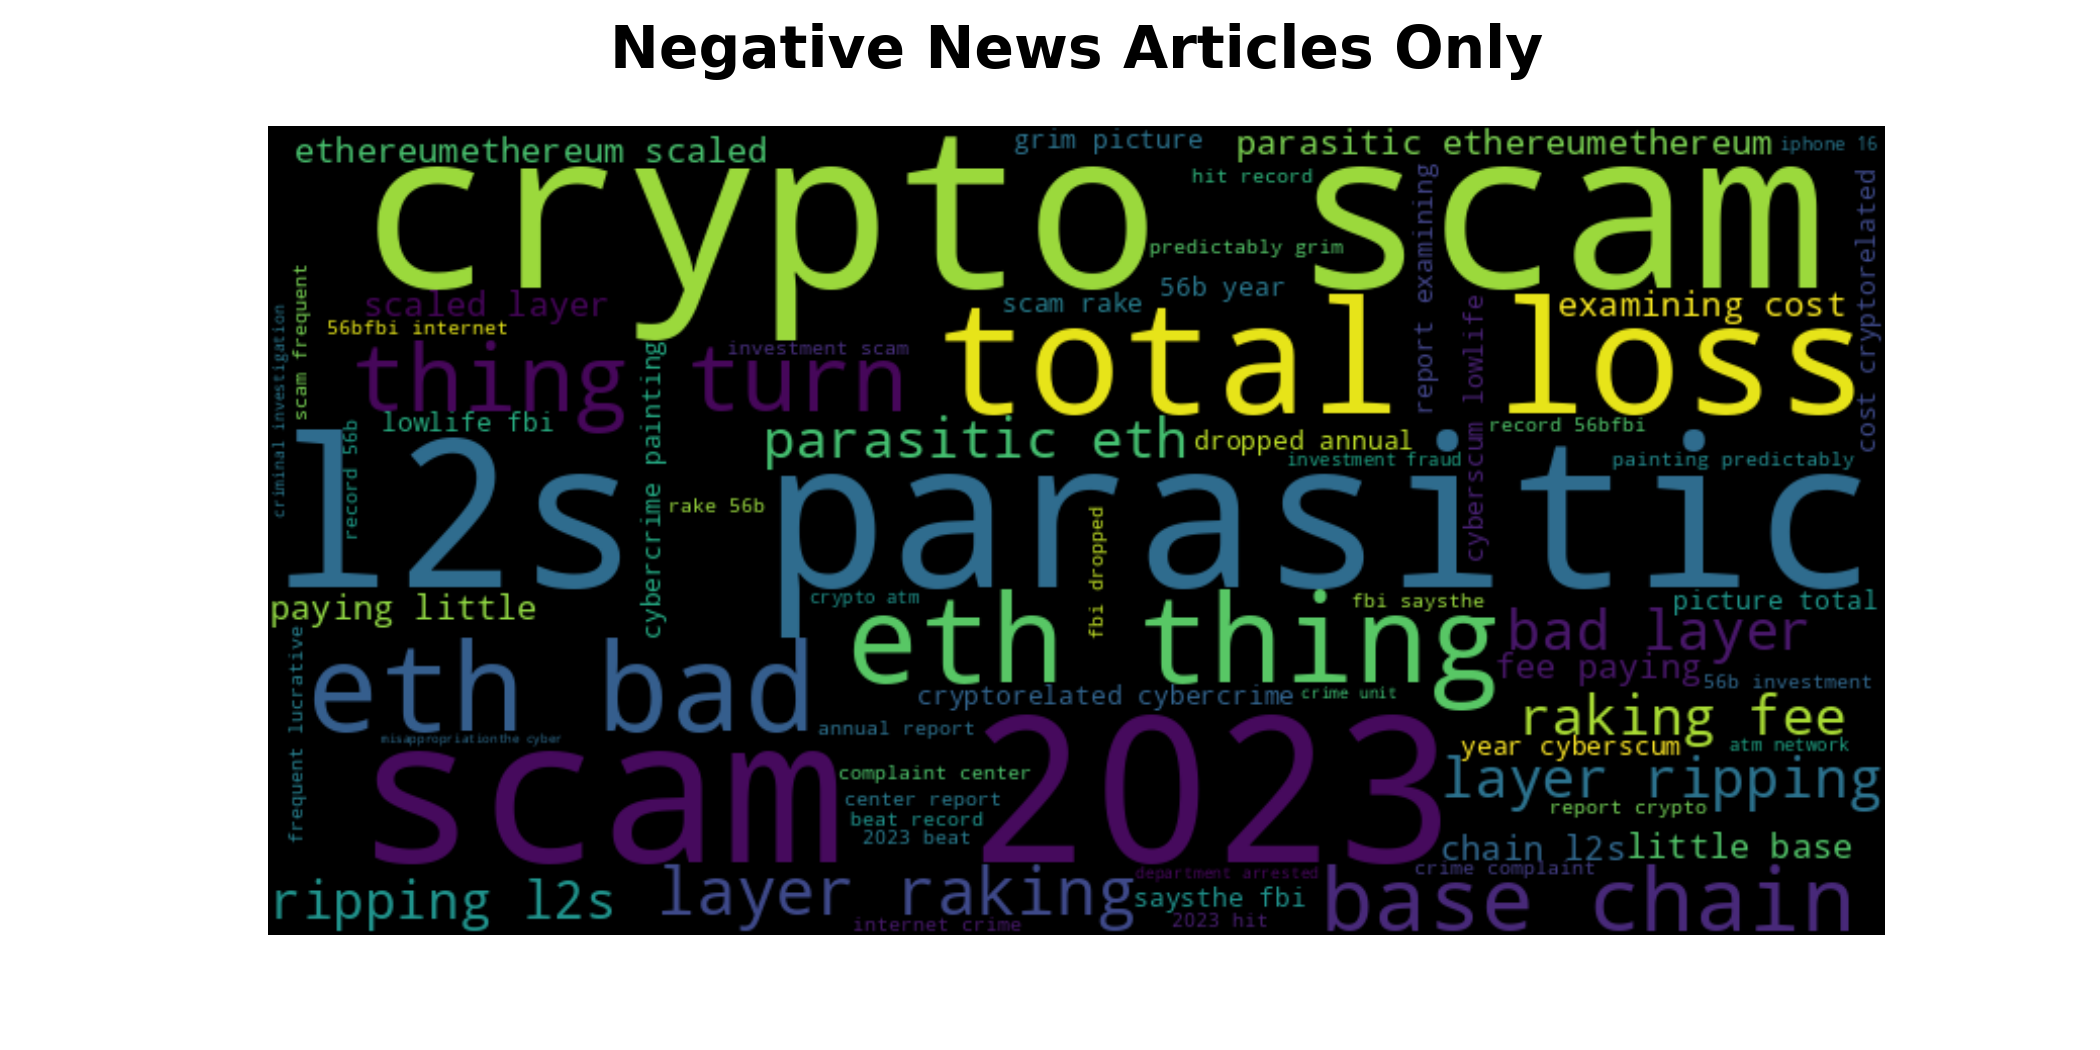 Negative News Articles Only
ethereumethereum scaled
grim picture
parasitic ethereumethereum
iphone 16
crypto scam
hit record
predictably grim
report examining
cost cryptorelated
scam frequent
criminal investigation
scaled layer
56bfbi internet
scam rake
56b year
examining cost
total loss
thing turn
investment scam
cybercrime painting
cyberscum lowlife
lowlife fbi
record 56b
parasitic eth
dropped annual
record 56bfbi
investment fraud
painting predictably
l2s parasitic
rake 56b
fbi dropped
paying little
crypto atm
fbi saysthe
picture total
eth thing
bad layer
frequent lucrative
eth bad
fee paying
56b investment
cryptorelated cybercrime
crime unit
raking fee
annual report
misappropriationthe cyber
year cyberscum
atm network
scam 2023
complaint center
layer ripping
center report
report crypto
beat record
2023 beat
chain l2s
little base
crime complaint
department arrested
ripping l2s
layer raking
saysthe fbi
base chain
internet crime
2023 hit